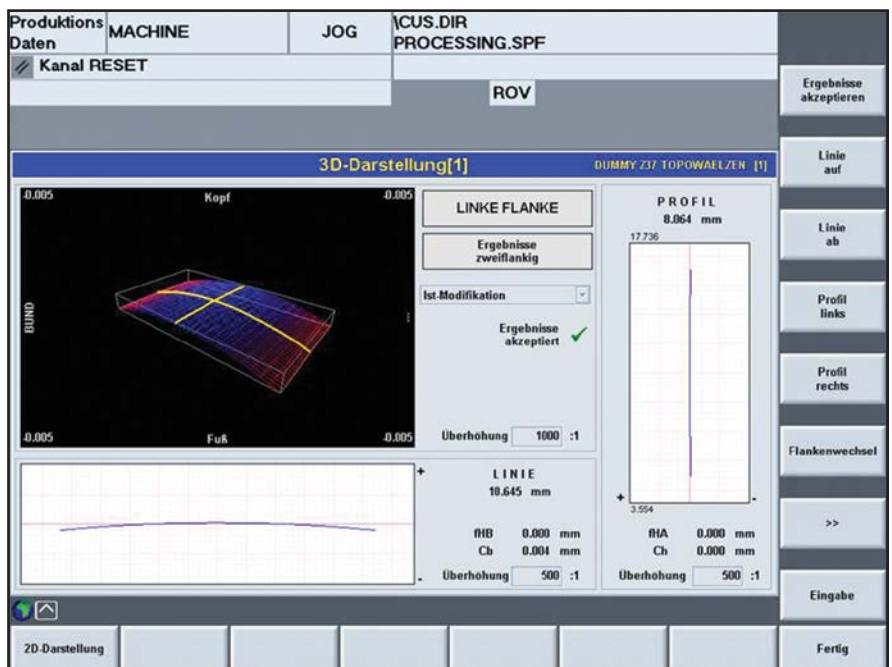 Produktions
Daten
MACHINE
JOG
\CUS.DIR
PROCESSING.SPF
Kanal RESET
ROV
3D-Darstellung[1]
DUMMY Z37 TOPOWAELZEN [1]
-0.005
Kopf
-0.005
BUND
-0.005
Fuß
-0.005
LINKE FLANKE
Ergebnisse
zweiflankig
Ist-Modifikation
Ergebnisse
akzeptiert
Überhöhung 1000 :1
PROFIL
8.064 mm
17.736
+
-
3.554
fHA 0.000 mm
Ch 0.000 mm
Überhöhung 500 :1
+
-
LINIE
10.645 mm
fHB 0.000 mm
Cb 0.004 mm
Überhöhung 500 :1
Ergebnisse
akzeptieren
Linie
auf
Linie
ab
Profil
links
Profil
rechts
Flankenwechsel
>>
Eingabe
2D-Darstellung
Fertig